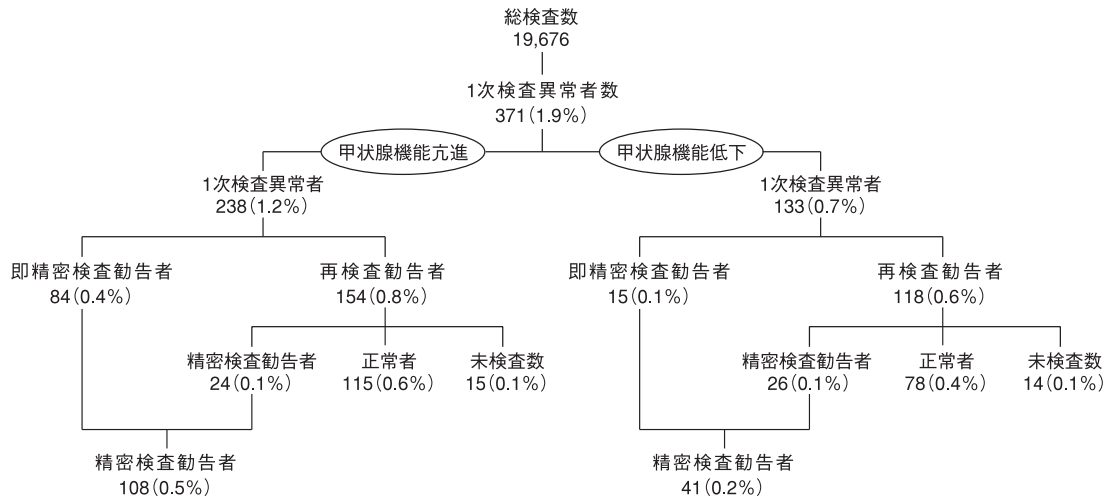 総検査数
19,676
1次検査異常者数
371(1.9%)
甲状腺機能亢進
甲状腺機能低下
1次検査異常者
238(1.2%)
1次検査異常者
133(0.7%)
即精密検査勧告者
84(0.4%)
再検査勧告者
154(0.8%)
即精密検査勧告者
15(0.1%)
再検査勧告者
118(0.6%)
精密検査勧告者
24(0.1%)
正常者
115(0.6%)
未検査数
15(0.1%)
精密検査勧告者
26(0.1%)
正常者
78(0.4%)
未検査数
14(0.1%)
精密検査勧告者
108(0.5%)
精密検査勧告者
41(0.2%)